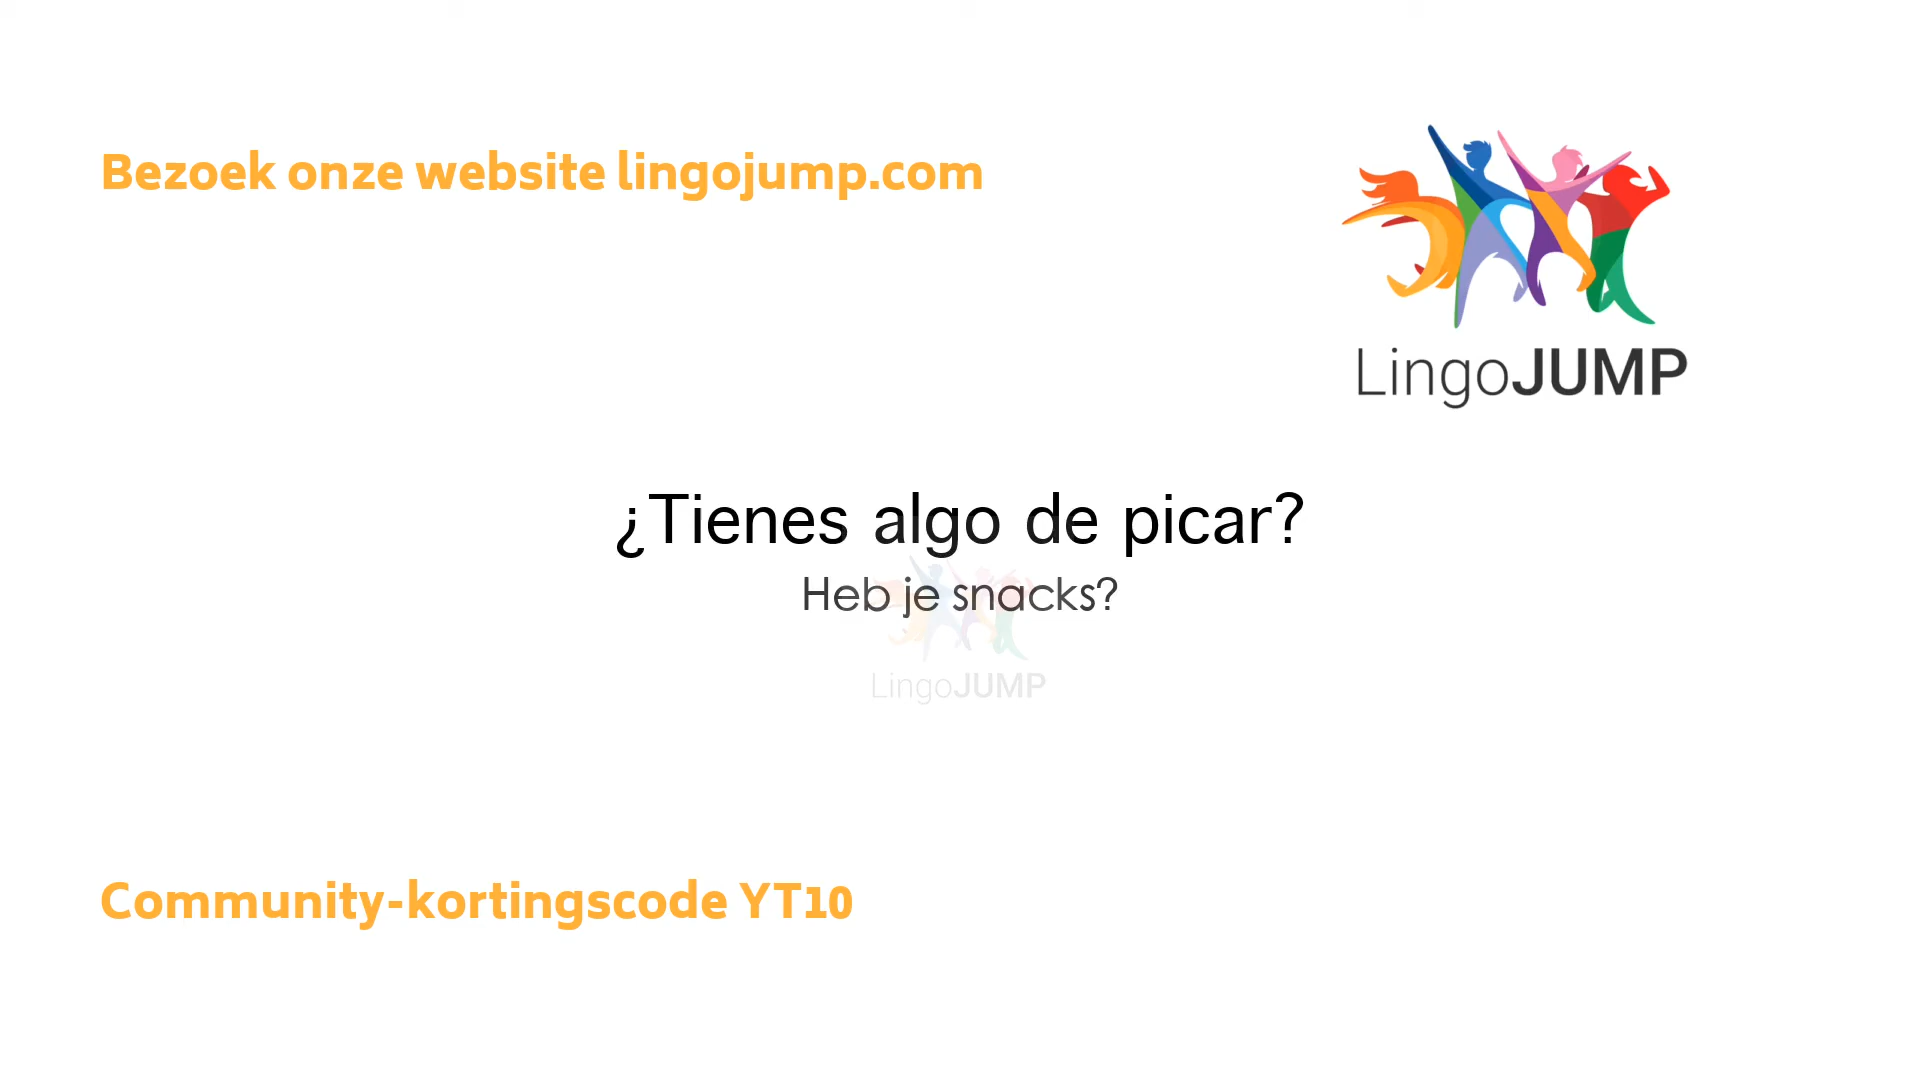 Bezoek onze website lingojump.com
LingoJUMP
¿Tienes algo de picar?
Heb je snacks?
LingoJUMP
Community-kortingscode YT10